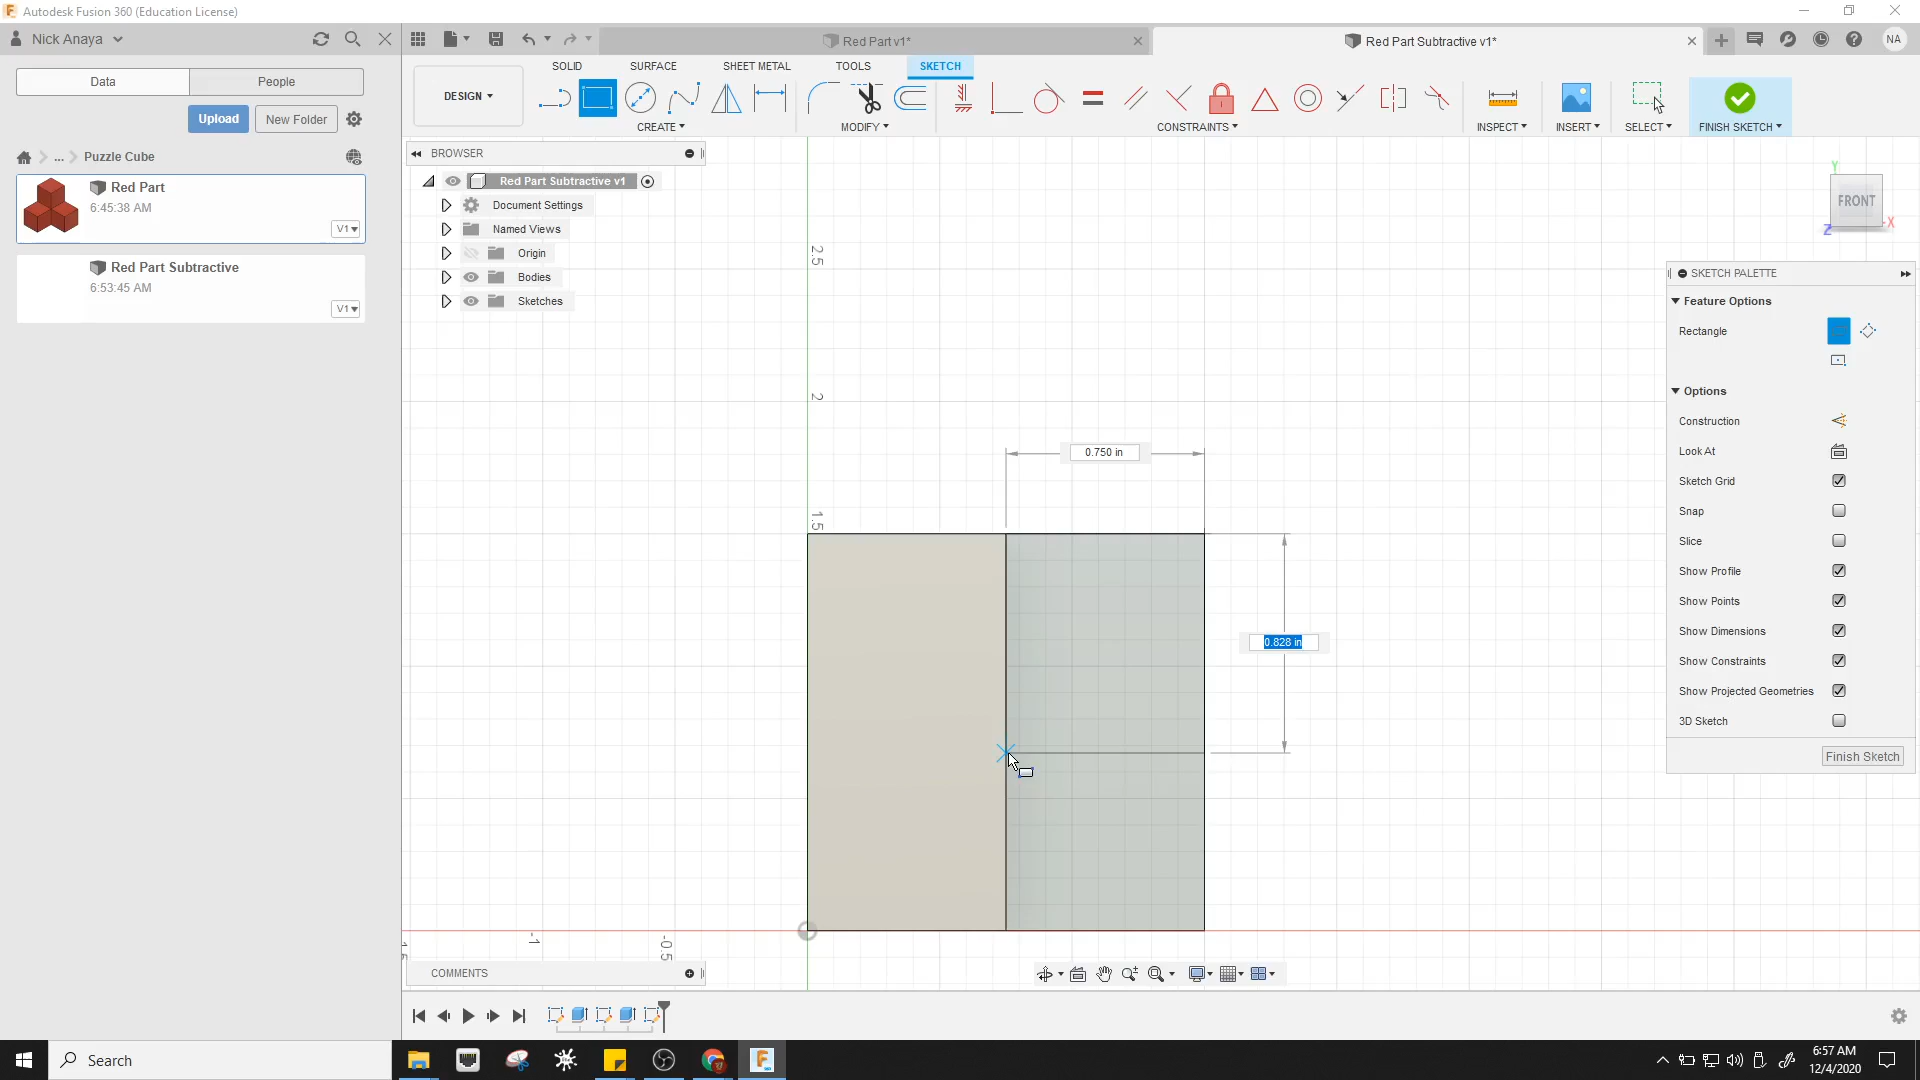 Autodesk Fusion 360 (Education License)
Nick Anaya
Red Part v1*
Red Part Subtractive v1*
NA
Data
People
SOLID
SURFACE
SHEET METAL
TOOLS
SKETCH
DESIGN
CREATE
MODIFY
CONSTRAINTS
INSPECT
INSERT
SELECT
FINISH SKETCH
Upload
New Folder
... Puzzle Cube
Red Part
6:45:38 AM
V1
Red Part Subtractive
6:53:45 AM
V1
BROWSER
Red Part Subtractive v1
Document Settings
Named Views
Origin
Bodies
Sketches
Y
FRONT
Z
-X
2.5
2
1.5
0.750 in
0.828 in
-1
-0.5
SKETCH PALETTE
Feature Options
Rectangle
Options
Construction
Look At
Sketch Grid
Snap
Slice
Show Profile
Show Points
Show Dimensions
Show Constraints
Show Projected Geometries
3D Sketch
Finish Sketch
COMMENTS
Search
6:57 AM
12/4/2020